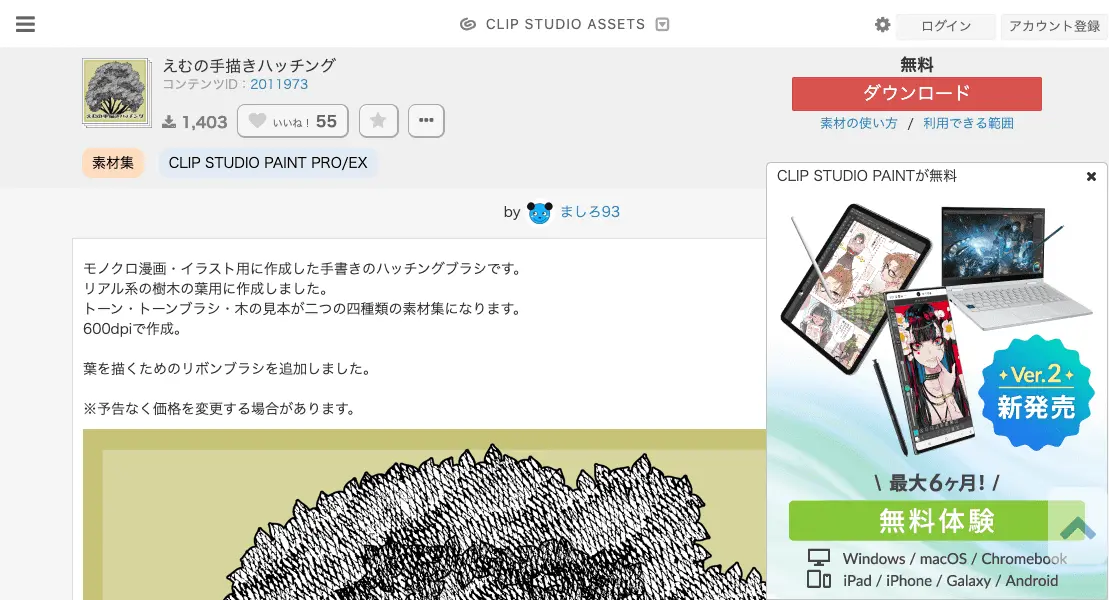 CLIP STUDIO ASSETS
ログイン
アカウント登録
えむの手描きハッチング
コンテンツID：2011973
1,403
いいね！ 55
素材集
CLIP STUDIO PAINT PRO/EX
無料
ダウンロード
素材の使い方 / 利用できる範囲
by ましろ93
モノクロ漫画・イラスト用に作成した手書きのハッチングブラシです。
リアル系の樹木の葉用に作成しました。
トーン・トーンブラシ・木の見本が二つの四種類の素材集になります。
600dpiで作成。
葉を描くためのリボンブラシを追加しました。
※予告なく価格を変更する場合があります。
CLIP STUDIO PAINTが無料
Ver.2
新発売
\ 最大6ヶ月! /
無料体験
Windows / macOS / Chromebook
iPad / iPhone / Galaxy / Android
えむの手描きハッチング